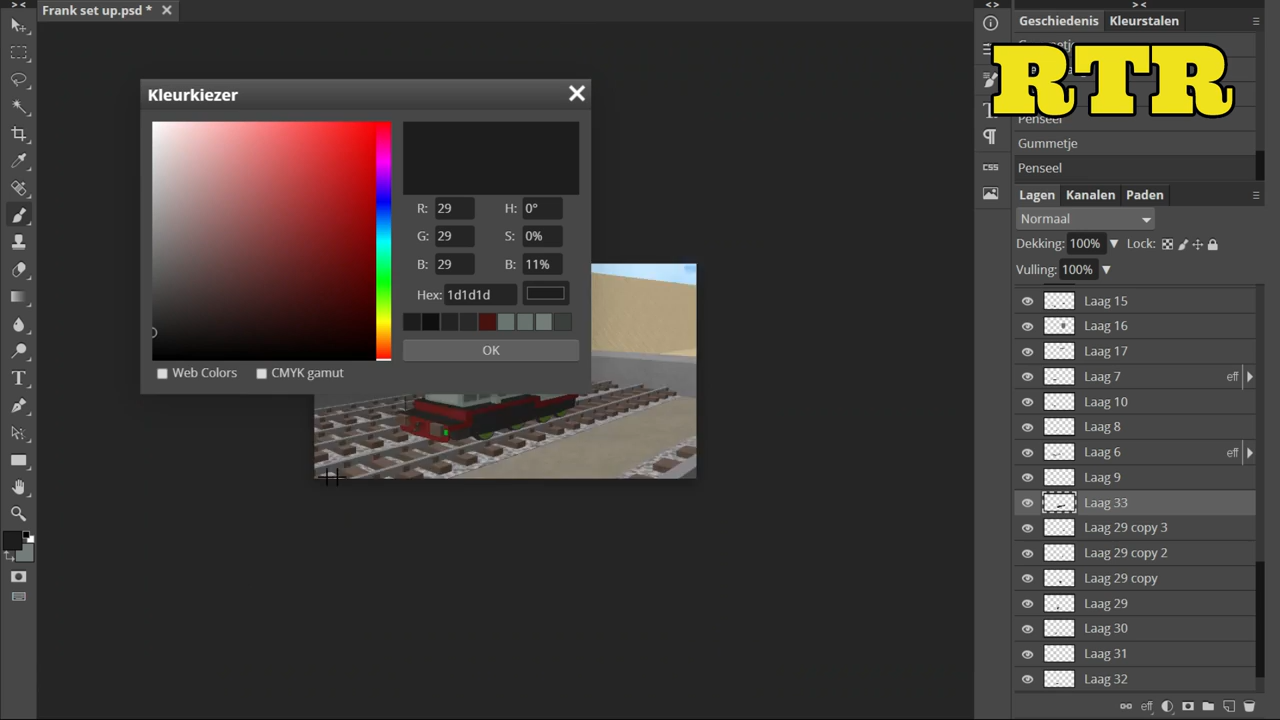 Frank set up.psd *
Kleurkiezer
R: 29
H: 0°
G: 29
S: 0%
B: 29
B: 11%
Hex: 1d1d1d
OK
Web Colors
CMYK gamut
Geschiedenis Kleurstalen
RTR
Penseel
Gummetje
Penseel
CSS
Lagen Kanalen Paden
Normaal
Dekking: 100% Lock:
Vulling: 100%
Laag 15
Laag 16
Laag 17
Laag 7 eff
Laag 10
Laag 8
Laag 6 eff
Laag 9
Laag 33
Laag 29 copy 3
Laag 29 copy 2
Laag 29 copy
Laag 29
Laag 30
Laag 31
Laag 32
eff